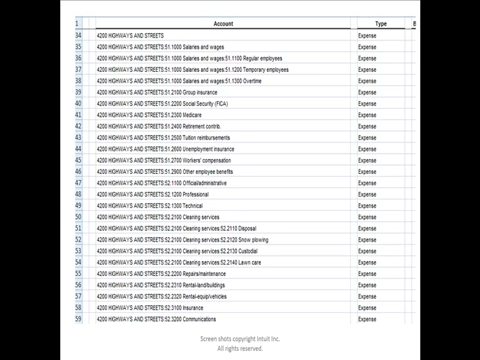 1 Account Type
34 4200 HIGHWAYS AND STREETS Expense
35 4200 HIGHWAYS AND STREETS:51.1000 Salaries and wages Expense
36 4200 HIGHWAYS AND STREETS:51.1000 Salaries and wages:51.1100 Regular employees Expense
37 4200 HIGHWAYS AND STREETS:51.1000 Salaries and wages:51.1200 Temporary employees Expense
38 4200 HIGHWAYS AND STREETS:51.1000 Salaries and wages:51.1300 Overtime Expense
39 4200 HIGHWAYS AND STREETS:51.2100 Group insurance Expense
40 4200 HIGHWAYS AND STREETS:51.2200 Social Security (FICA) Expense
41 4200 HIGHWAYS AND STREETS:51.2300 Medicare Expense
42 4200 HIGHWAYS AND STREETS:51.2400 Retirement contrib. Expense
43 4200 HIGHWAYS AND STREETS:51.2500 Tuition reimbursements Expense
44 4200 HIGHWAYS AND STREETS:51.2600 Unemployment insurance Expense
45 4200 HIGHWAYS AND STREETS:51.2700 Workers' compensation Expense
46 4200 HIGHWAYS AND STREETS:51.2900 Other employee benefits Expense
47 4200 HIGHWAYS AND STREETS:52.1100 Official/adminstrative Expense
48 4200 HIGHWAYS AND STREETS:52.1200 Professional Expense
49 4200 HIGHWAYS AND STREETS:52.1300 Technical Expense
50 4200 HIGHWAYS AND STREETS:52.2100 Cleaning services Expense
51 4200 HIGHWAYS AND STREETS:52.2100 Cleaning services:52.2110 Disposal Expense
52 4200 HIGHWAYS AND STREETS:52.2100 Cleaning services:52.2120 Snow plowing Expense
53 4200 HIGHWAYS AND STREETS:52.2100 Cleaning services:52.2130 Custodial Expense
54 4200 HIGHWAYS AND STREETS:52.2100 Cleaning services:52.2140 Lawn care Expense
55 4200 HIGHWAYS AND STREETS:52.2200 Repairs/maintenance Expense
56 4200 HIGHWAYS AND STREETS:52.2310 Rental-land/buildings Expense
57 4200 HIGHWAYS AND STREETS:52.2320 Rental-equip/vehicles Expense
58 4200 HIGHWAYS AND STREETS:52.3100 Insurance Expense
59 4200 HIGHWAYS AND STREETS:52.3200 Communications Expense
Screen shots copyright Intuit Inc.
All rights reserved.